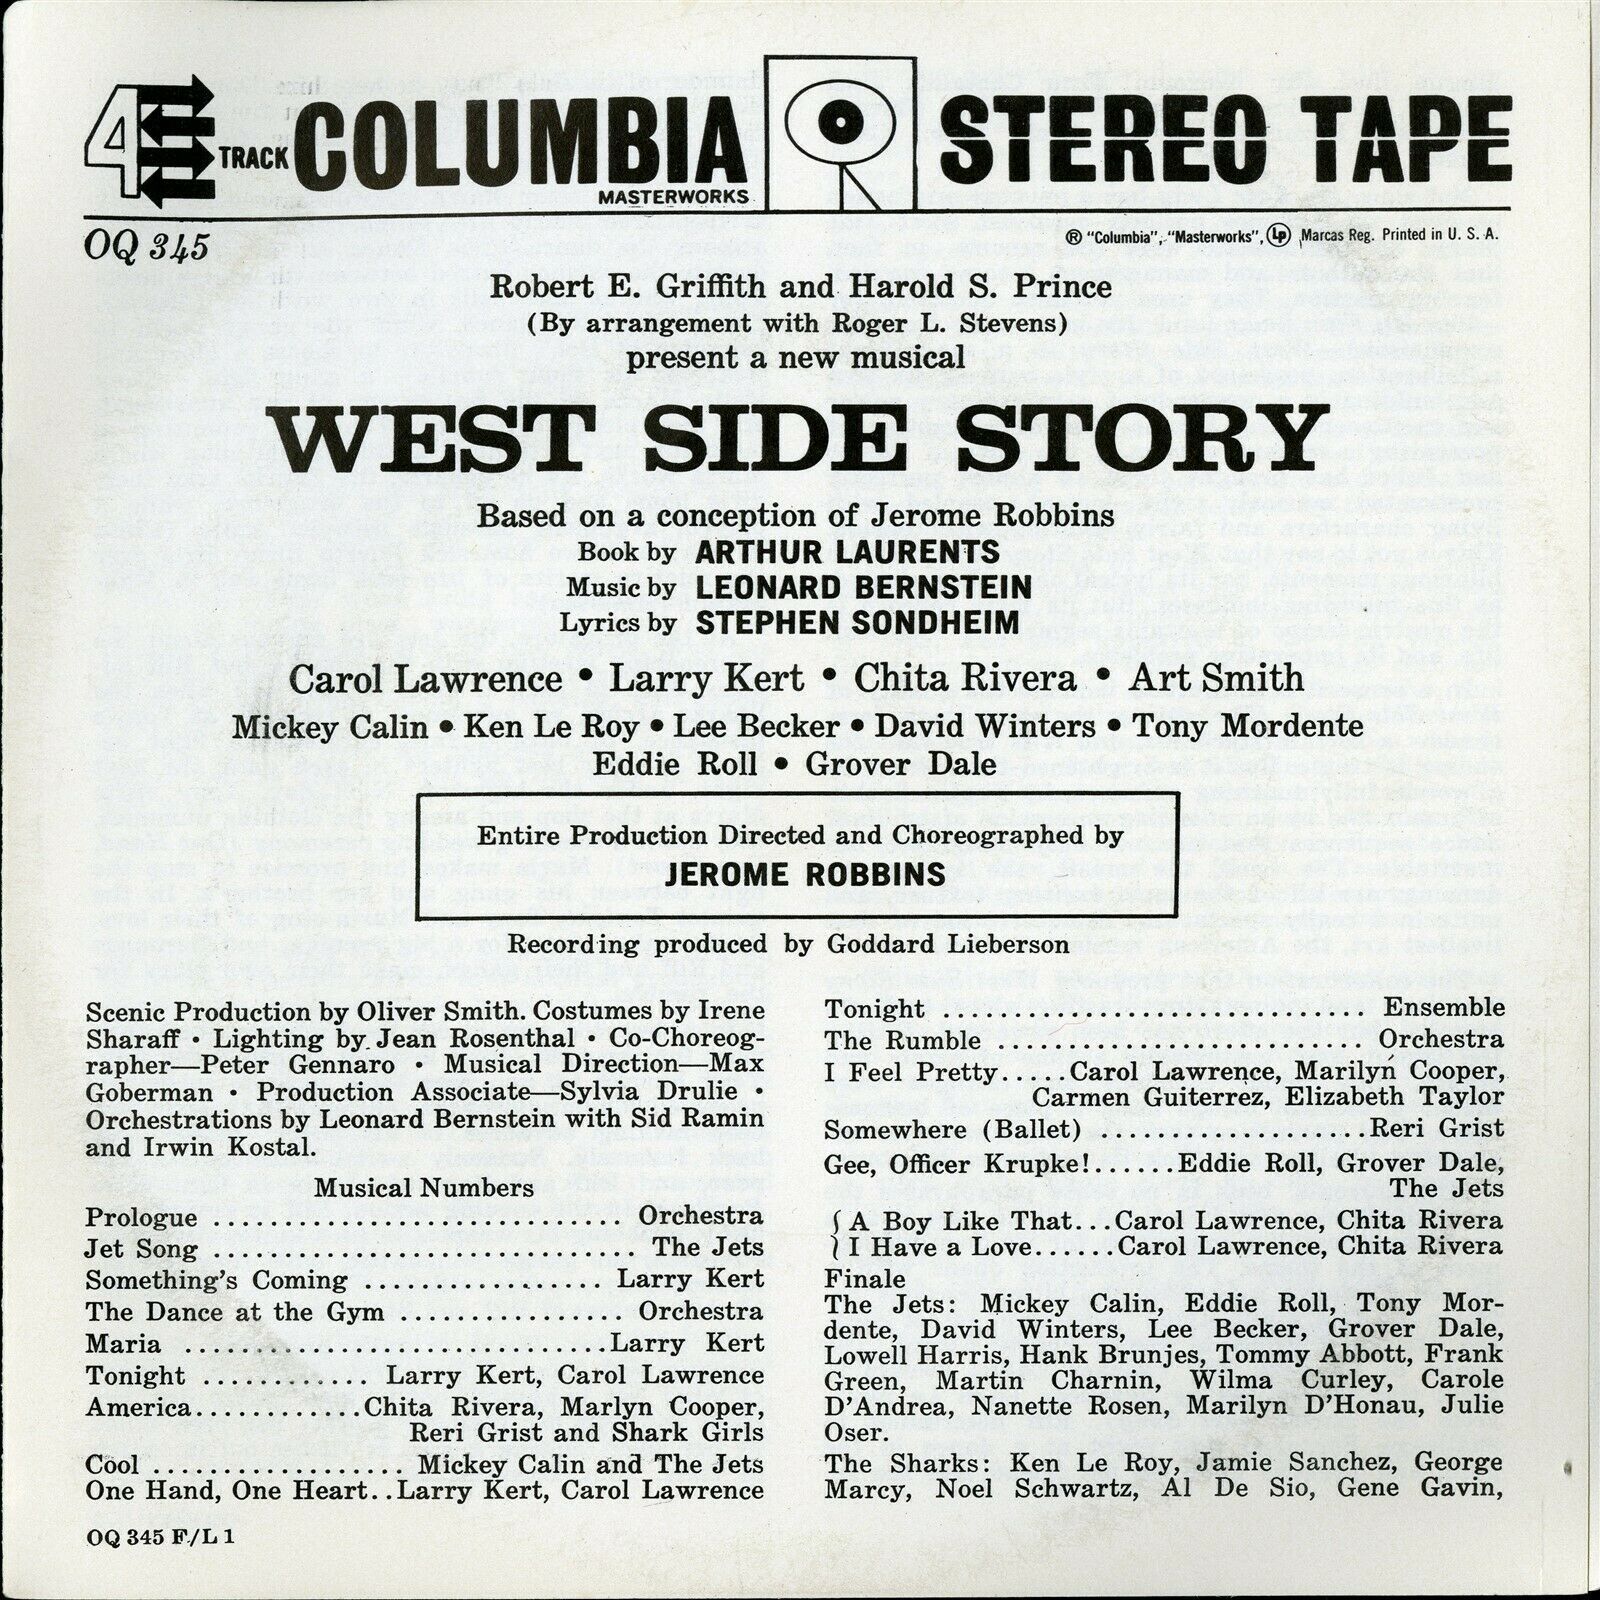 4 TRACK COLUMBIA MASTERWORKS STEREO TAPE
OQ 345
® "Columbia", "Masterworks", Lp Marcas Reg. Printed in U. S. A.
Robert E. Griffith and Harold S. Prince
(By arrangement with Roger L. Stevens)
present a new musical
WEST SIDE STORY
Based on a conception of Jerome Robbins
Book by ARTHUR LAURENTS
Music by LEONARD BERNSTEIN
Lyrics by STEPHEN SONDHEIM
Carol Lawrence • Larry Kert • Chita Rivera • Art Smith
Mickey Calin • Ken Le Roy • Lee Becker • David Winters • Tony Mordente
Eddie Roll • Grover Dale
Entire Production Directed and Choreographed by
JEROME ROBBINS
Recording produced by Goddard Lieberson
Scenic Production by Oliver Smith. Costumes by Irene
Sharaff • Lighting by Jean Rosenthal • Co-Choreog-
rapher—Peter Gennaro • Musical Direction—Max
Goberman • Production Associate—Sylvia Drulie •
Orchestrations by Leonard Bernstein with Sid Ramin
and Irwin Kostal.
Musical Numbers
Prologue ............................. Orchestra
Jet Song .............................. The Jets
Something's Coming ................. Larry Kert
The Dance at the Gym ................ Orchestra
Maria ..............................Larry Kert
Tonight ............ Larry Kert, Carol Lawrence
America............Chita Rivera, Marlyn Cooper,
Reri Grist and Shark Girls
Cool .................. Mickey Calin and The Jets
One Hand, One Heart..Larry Kert, Carol Lawrence
OQ 345 F/L 1
Tonight .............................. Ensemble
The Rumble .......................... Orchestra
I Feel Pretty.....Carol Lawrence, Marilyn Cooper,
Carmen Guiterrez, Elizabeth Taylor
Somewhere (Ballet) ...................Reri Grist
Gee, Officer Krupke!......Eddie Roll, Grover Dale,
The Jets
A Boy Like That...Carol Lawrence, Chita Rivera
I Have a Love......Carol Lawrence, Chita Rivera
Finale
The Jets: Mickey Calin, Eddie Roll, Tony Mor-
dente, David Winters, Lee Becker, Grover Dale,
Lowell Harris, Hank Brunjes, Tommy Abbott, Frank
Green, Martin Charnin, Wilma Curley, Carole
D'Andrea, Nanette Rosen, Marilyn D'Honau, Julie
Oser.
The Sharks: Ken Le Roy, Jamie Sanchez, George
Marcy, Noel Schwartz, Al De Sio, Gene Gavin,